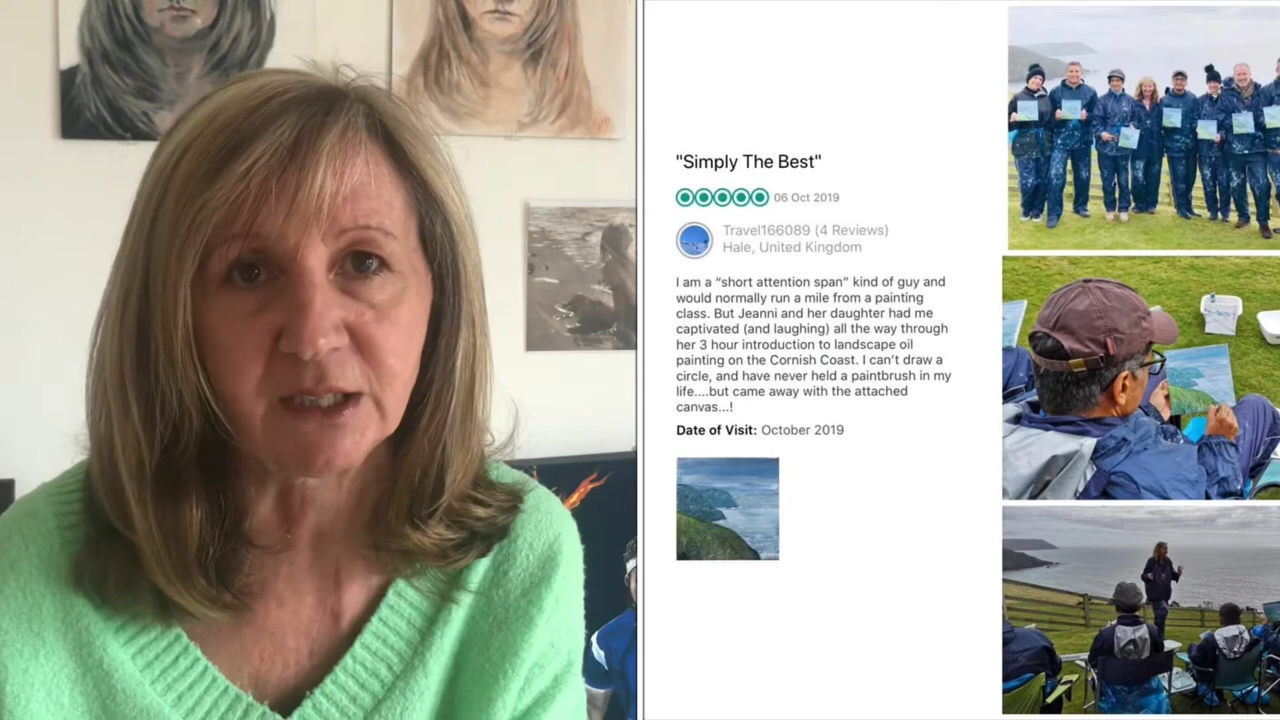 "Simply The Best"
06 Oct 2019
Travel166089 (4 Reviews)
Hale, United Kingdom
I am a “short attention span” kind of guy and
would normally run a mile from a painting
class. But Jeanni and her daughter had me
captivated (and laughing) all the way through
her 3 hour introduction to landscape oil
painting on the Cornish Coast. I can’t draw a
circle, and have never held a paintbrush in my
life....but came away with the attached
canvas...!
Date of Visit: October 2019